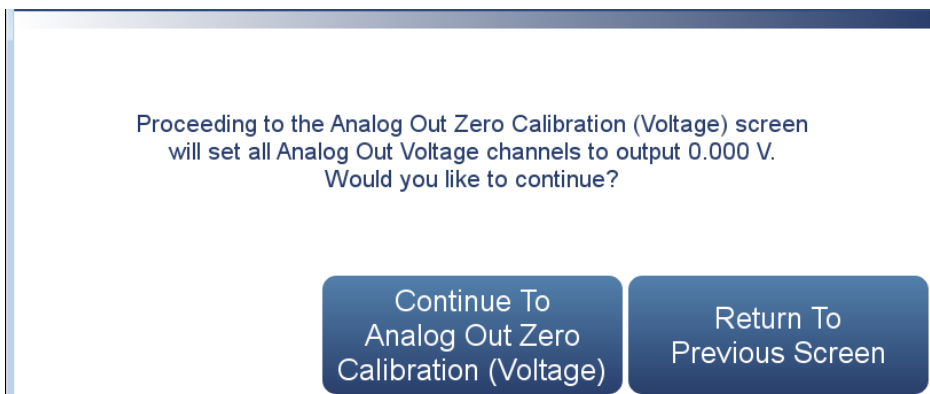 Proceeding to the Analog Out Zero Calibration (Voltage) screen
will set all Analog Out Voltage channels to output 0.000 V.
Would you like to continue?
Continue To
Analog Out Zero
Calibration (Voltage)
Return To
Previous Screen